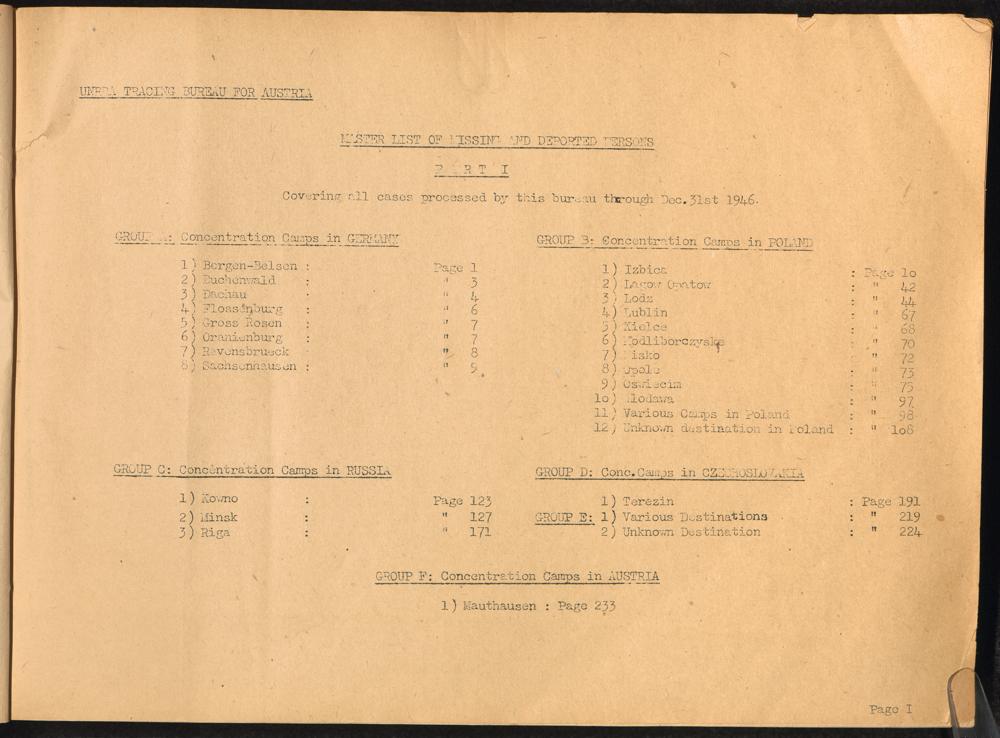 UNRRA TRACING BUREAU FOR AUSTRIA
MASTER LIST OF MISSING AND DEPORTED PERSONS
P A R T I
Covering all cases processed by this bureau through Dec.31st 1946.
GROUP A: Concentration Camps in GERMANY
1) Bergen-Belsen : Page 1
2) Buchenwald : " 3
3) Dachau : " 4
4) Flossenburg : " 6
5) Gross Rosen : " 7
6) Oranienburg : " 7
7) Ravensbrueck : " 8
8) Sachsenhausen : " 9
GROUP B: Concentration Camps in POLAND
1) Izbica : Page 1o
2) Lagow Opatow : " 42
3) Lodz : " 44
4) Lublin : " 67
5) Kielce : " 68
6) Modliborczyska " 70
7) Nisko : " 72
8) Opole : " 73
9) Oswiecim : " 75
1o) Wlodawa : " 97
11) Various Camps in Poland : " 98
12) Unknown destination in Poland : " 1o8
GROUP C: Concentration Camps in RUSSIA
1) Kowno : Page 123
2) Minsk : " 127
3) Riga : " 171
GROUP D: Conc.Camps in CZECHOSLOVAKIA
1) Terezin : Page 191
GROUP E: 1) Various Destinations : " 219
2) Unknown Destination : " 224
GROUP F: Concentration Camps in AUSTRIA
1) Mauthausen : Page 233
Page I